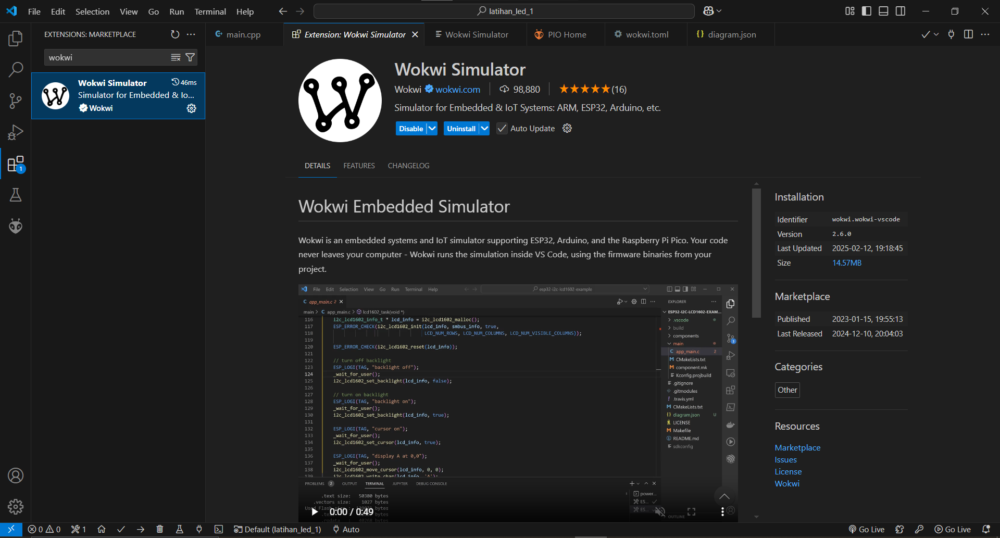 File Edit Selection View Go Run Terminal Help
latihan_led_1
EXTENSIONS: MARKETPLACE
wokwi
Wokwi Simulator 46ms
Simulator for Embedded & Io...
Wokwi
main.cpp
Extension: Wokwi Simulator
Wokwi Simulator
PIO Home
wokwi.toml
diagram.json
Wokwi Simulator
Wokwi wokwi.com 98,880 (16)
Simulator for Embedded & IoT Systems: ARM, ESP32, Arduino, etc.
Disable Uninstall Auto Update
DETAILS FEATURES CHANGELOG
Wokwi Embedded Simulator
Wokwi is an embedded systems and IoT simulator supporting ESP32, Arduino, and the Raspberry Pi Pico. Your code
never leaves your computer - Wokwi runs the simulation inside VS Code, using the firmware binaries from your
project.
File Edit Selection View Go Run Terminal Help esp32-i2c-lcd1602-example
C app_main.c 2
main > C app_main.c > lcd1602_task(void *)
116 i2c_lcd1602_info_t * lcd_info = i2c_lcd1602_malloc();
117 ESP_ERROR_CHECK(i2c_lcd1602_init(lcd_info, smbus_info, true,
118 LCD_NUM_ROWS, LCD_NUM_COLUMNS, LCD_NUM_VISIBLE_COLUMNS));
119
120 ESP_ERROR_CHECK(i2c_lcd1602_reset(lcd_info));
121
122 // turn off backlight
123 ESP_LOGI(TAG, "backlight off");
124 _wait_for_user();
125 i2c_lcd1602_set_backlight(lcd_info, false);
126
127 // turn on backlight
128 ESP_LOGI(TAG, "backlight on");
129 _wait_for_user();
130 i2c_lcd1602_set_backlight(lcd_info, true);
131
132 ESP_LOGI(TAG, "cursor on");
133 _wait_for_user();
134 i2c_lcd1602_set_cursor(lcd_info, true);
135
136 ESP_LOGI(TAG, "display A at 0,0");
137 _wait_for_user();
138 i2c_lcd1602_move_cursor(lcd_info, 0, 0);
139 i2c_lcd1602_write_char(lcd_info, 'A');
EXPLORER
ESP32-I2C-LCD1602-EXAM...
.vscode
build
components
main
C app_main.c 2
M CMakeLists.txt
M component.mk
Kconfig.projbuild
.gitignore
.gitmodules
! .travis.yml
M CMakeLists.txt
{} diagram.json U
LICENSE
M Makefile
README.md
sdkconfig
3
OUTLINE
PROBLEMS 2 OUTPUT TERMINAL JUPYTER DEBUG CONSOLE
.text size: 50380 bytes
.vectors size: 1027 bytes
power...
ES...
ES...
0:00 / 0:49
.rodata : 40268 bytes
Installation
Identifier wokwi.wokwi-vscode
Version 2.6.0
Last Updated 2025-02-12, 19:18:45
Size 14.57MB
Marketplace
Published 2023-01-15, 19:55:13
Last Released 2024-12-10, 20:04:03
Categories
Other
Resources
Marketplace
Issues
License
Wokwi
1
0 0 1 Default (latihan_led_1) Auto Go Live Go Live